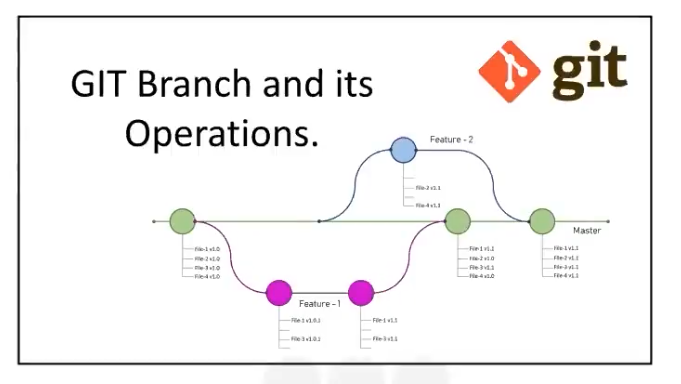 GIT Branch and its
Operations.
git
Feature - 2
File-2 v1.1
File-4 v1.1
Master
File-1 v1.0
File-2 v1.0
File-3 v1.0
File-4 v1.0
File-1 v1.1
File-2 v1.0
File-3 v1.1
File-4 v1.0
File-1 v1.1
File-2 v1.1
File-3 v1.1
File-4 v1.1
Feature - 1
File-1 v1.0.1
File-3 v1.0.1
File-1 v1.1
File-3 v1.1